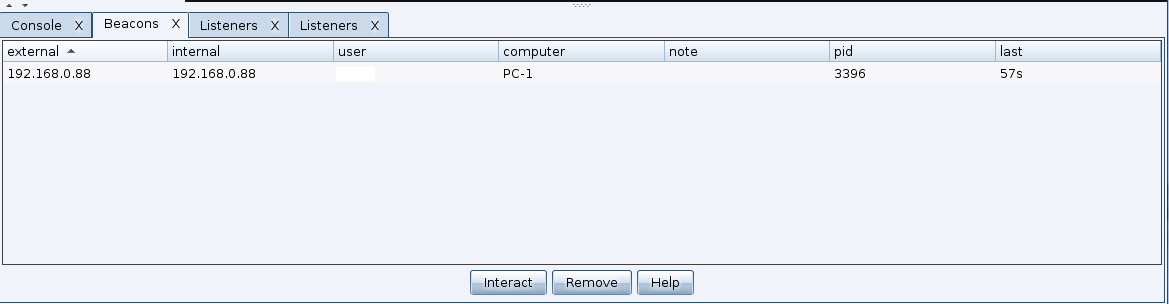 Console X Beacons X Listeners X Listeners X
external internal user computer note pid last
192.168.0.88 192.168.0.88 PC-1 3396 57s
Interact Remove Help